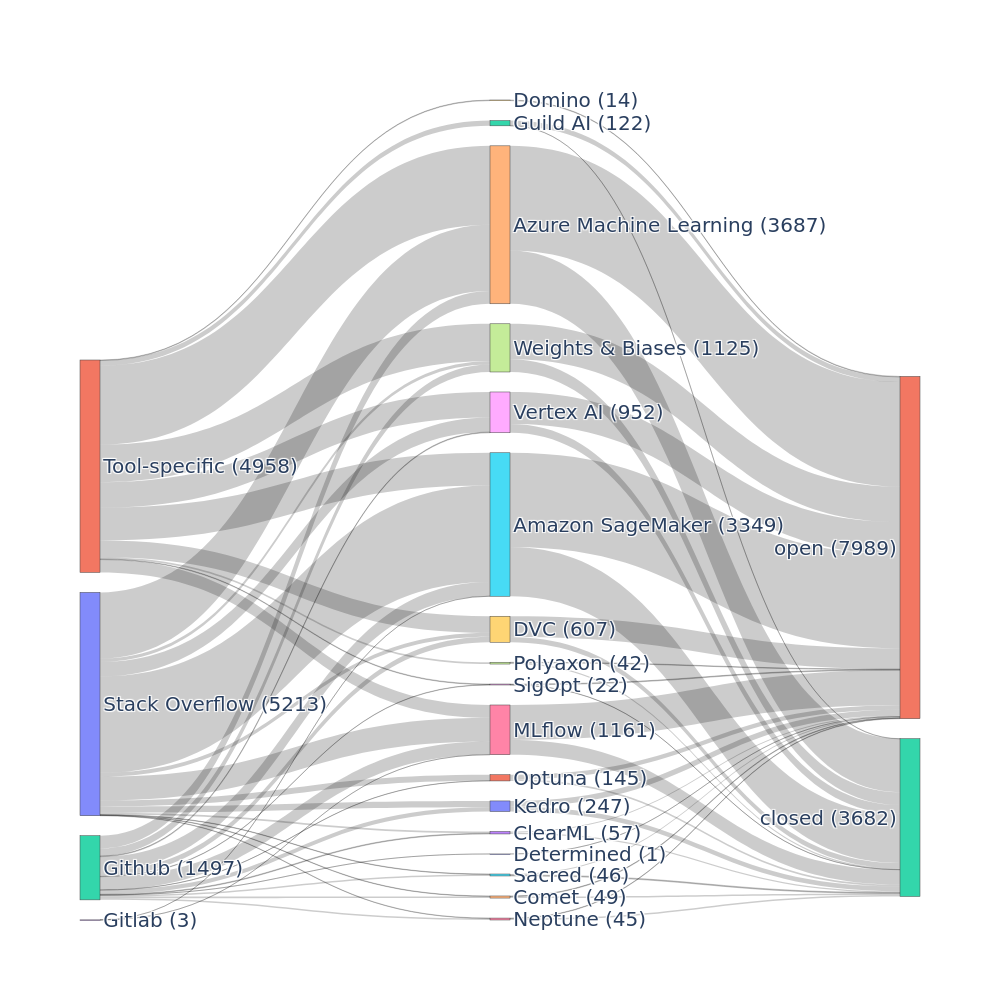 Domino (14)
Guild AI (122)
Azure Machine Learning (3687)
Weights & Biases (1125)
Vertex AI (952)
Tool-specific (4958)
Amazon SageMaker (3349)
open (7989)
DVC (607)
Polyaxon (42)
SigOpt (22)
Stack Overflow (5213)
MLflow (1161)
Optuna (145)
Kedro (247)
closed (3682)
ClearML (57)
Determined (1)
Github (1497)
Sacred (46)
Comet (49)
Gitlab (3)
Neptune (45)